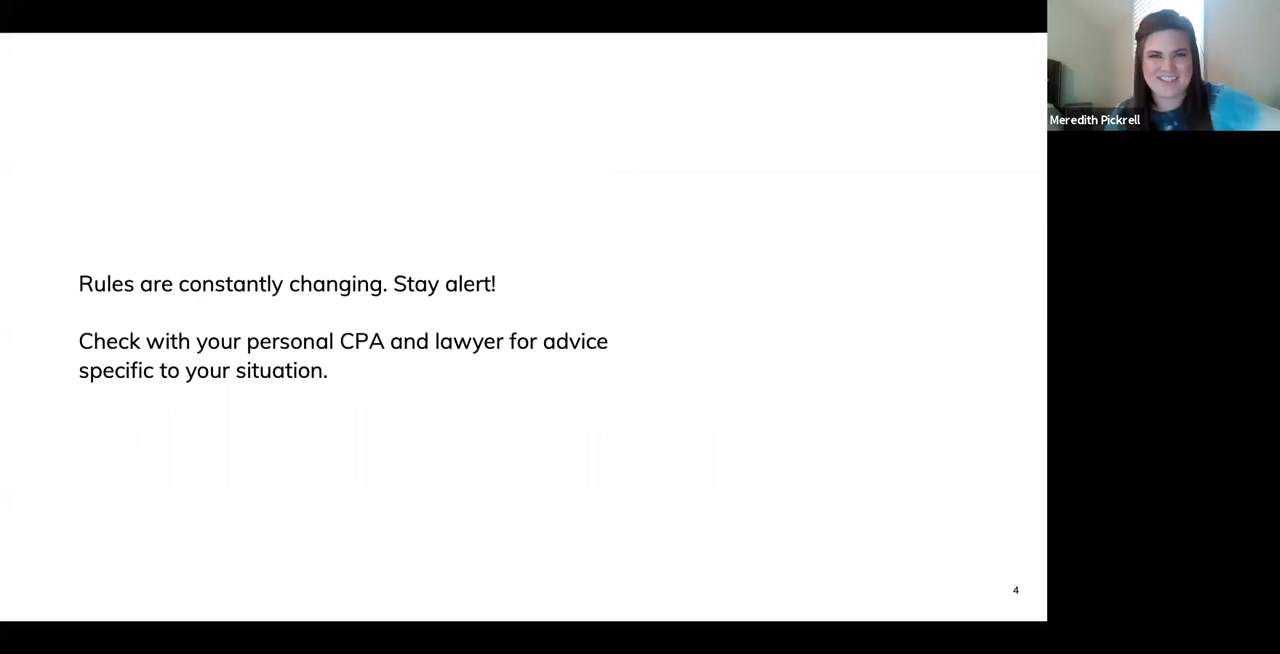 Meredith Pickrell
Rules are constantly changing. Stay alert!
Check with your personal CPA and lawyer for advice
specific to your situation.
4